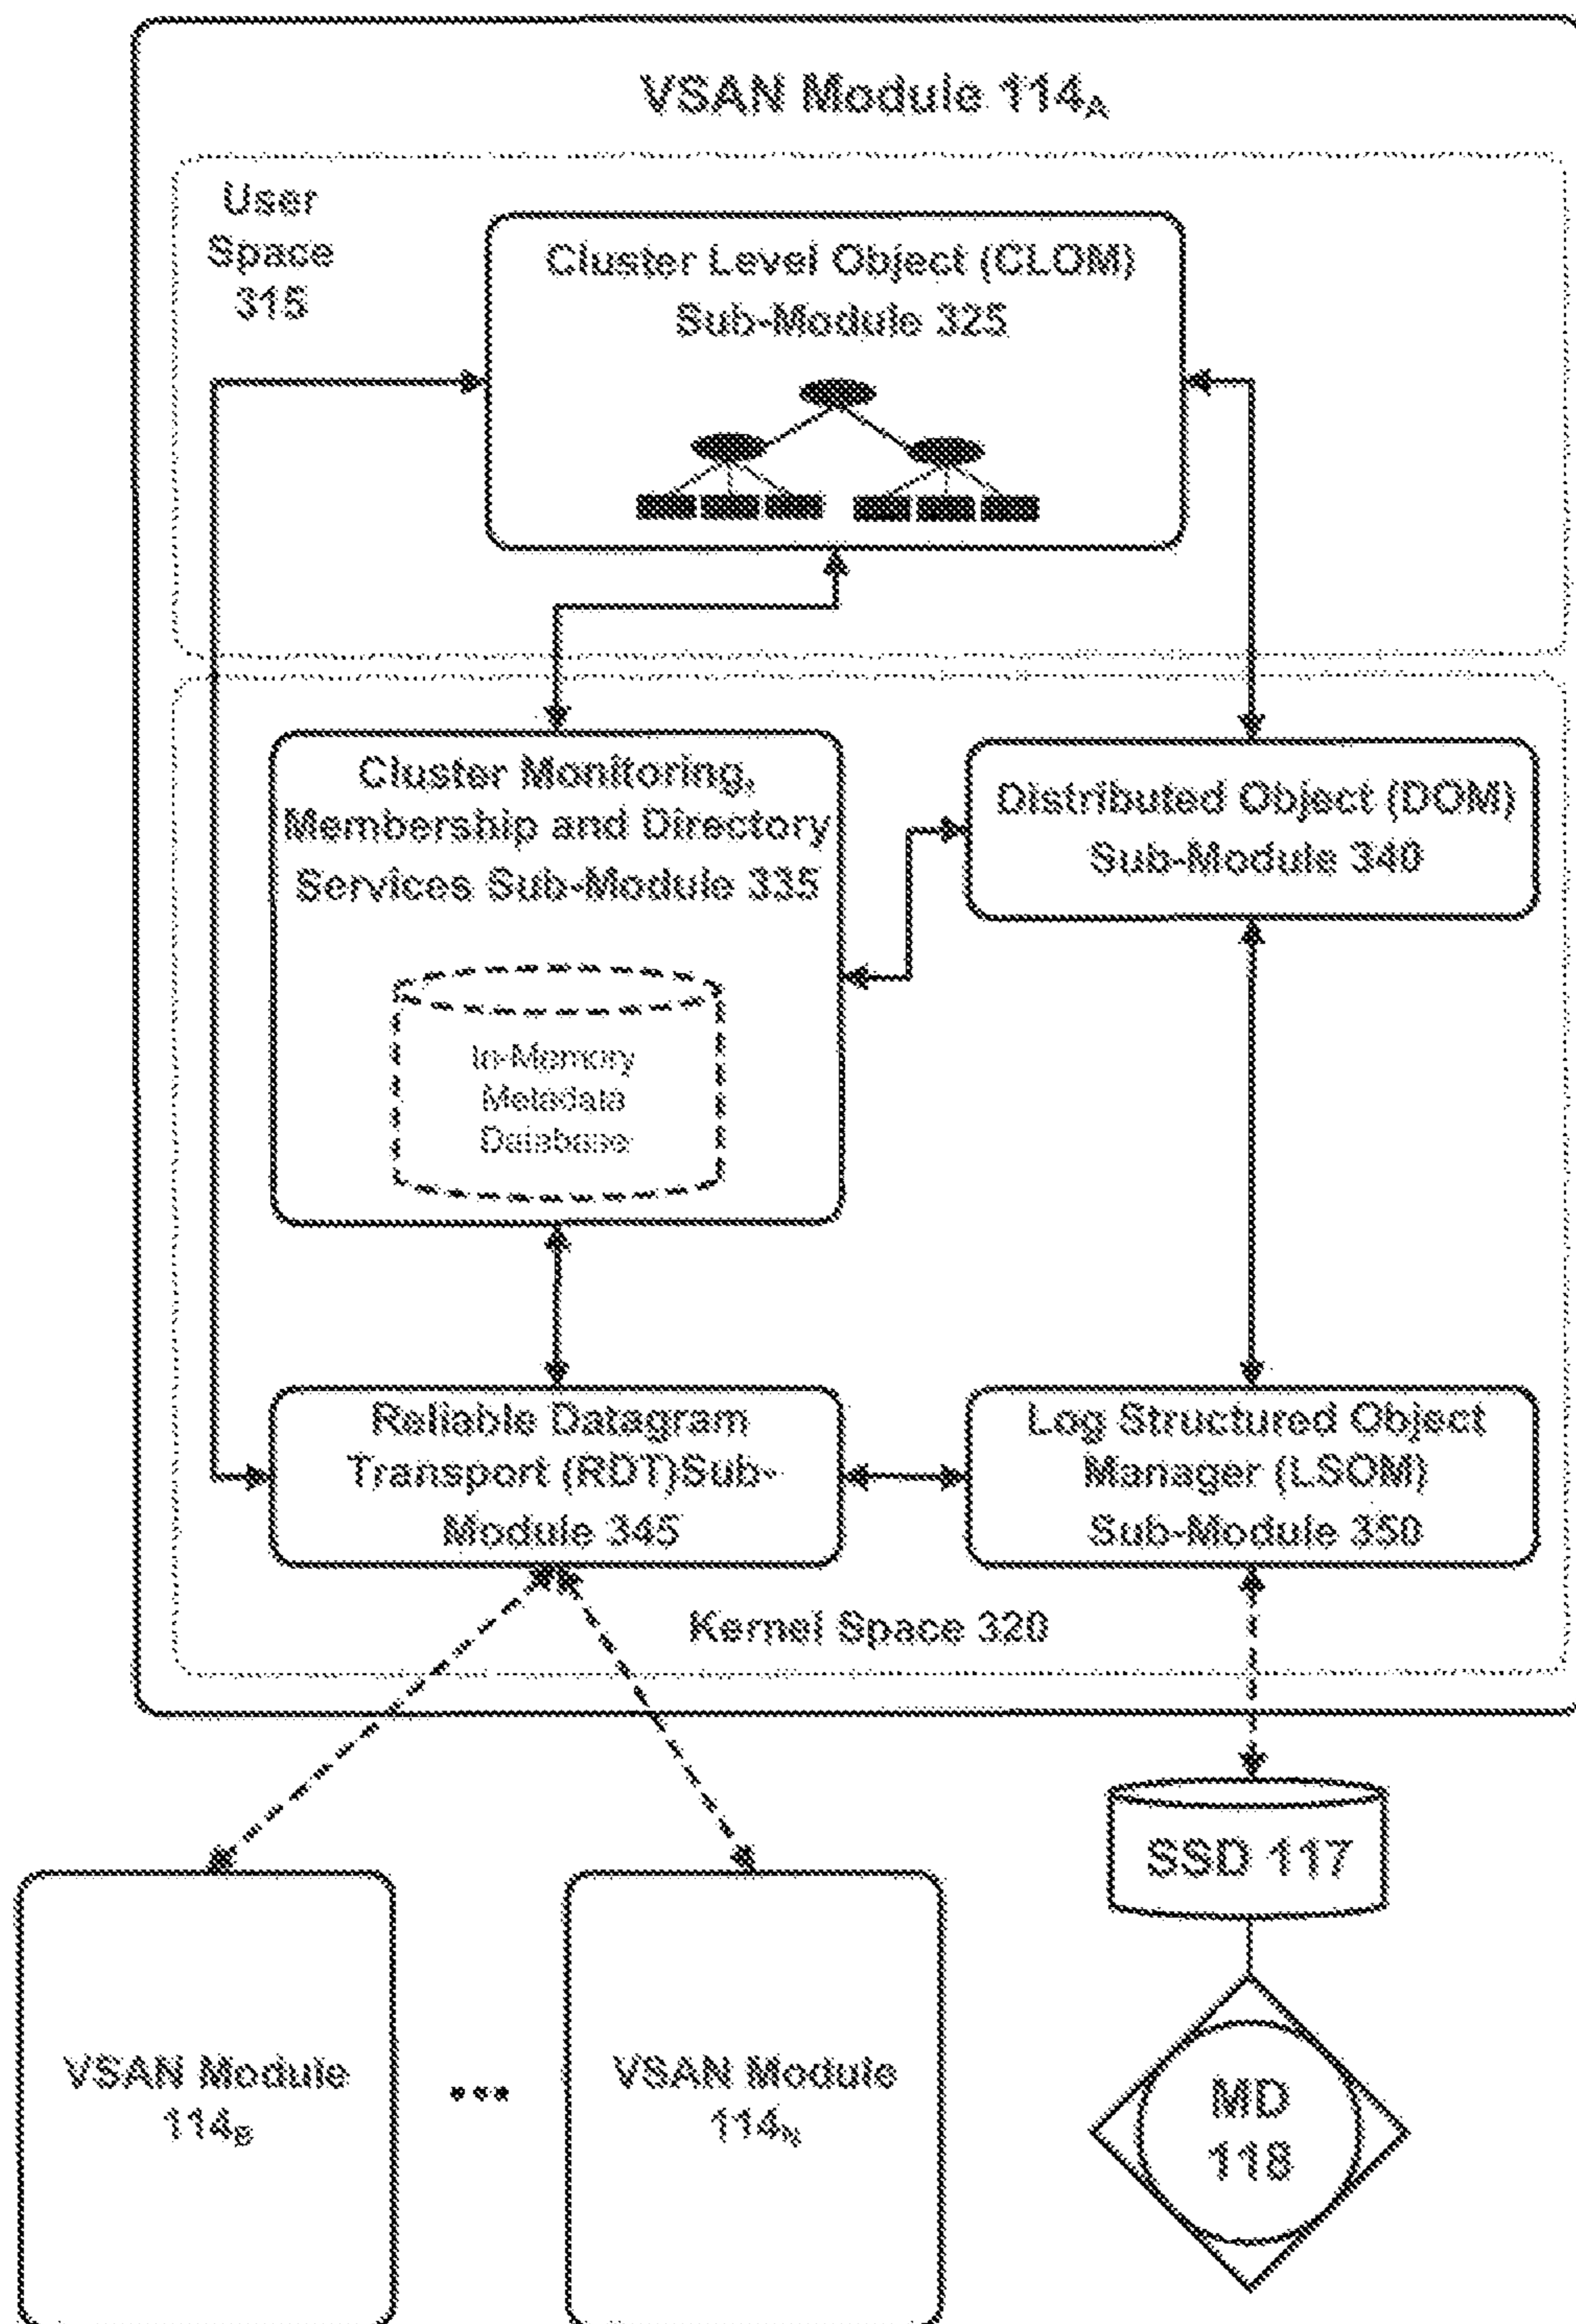 VSAN Module 114A
User
Space
315
Cluster Level Object (CLOM)
Sub-Module 325
Cluster Monitoring,
Membership and Directory
Services Sub-Module 335
In-Memory
Metadata
Database
Distributed Object (DOM)
Sub-Module 340
Reliable Datagram
Transport (RDT)Sub-
Module 345
Log Structured Object
Manager (LSOM)
Sub-Module 350
Kernel Space 320
SSD 117
VSAN Module
114B
...
VSAN Module
114N
MD
118